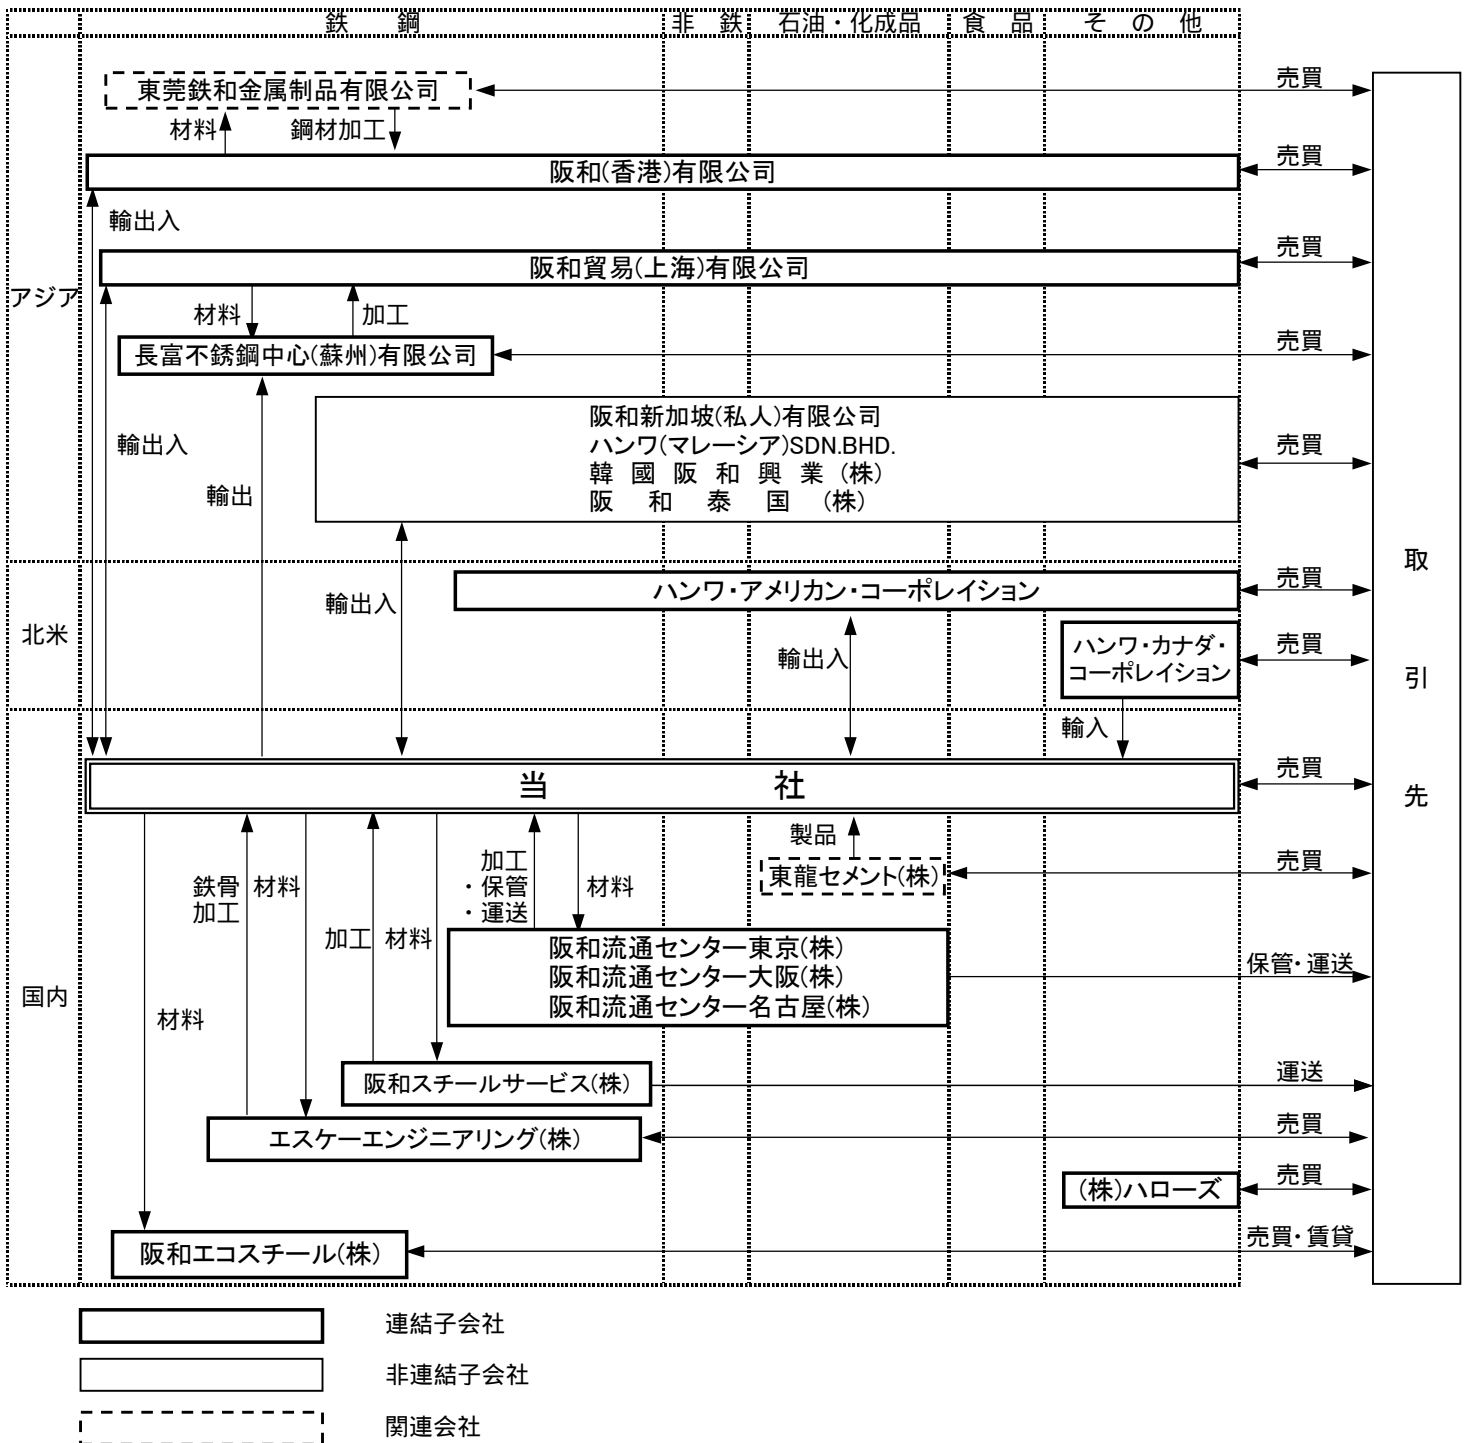 鉄 鋼 非 鉄 石油・化成品 食 品 そ の 他
東莞鉄和金属制品有限公司
売買
材料
鋼材加工
阪和(香港)有限公司
売買
輸出入
阪和貿易(上海)有限公司
売買
アジア
材料
加工
長富不銹鋼中心(蘇州)有限公司
売買
阪和新加坡(私人)有限公司
ハンワ(マレーシア)SDN.BHD.
韓 國 阪 和 興 業 (株)
阪 和 泰 国 (株)
売買
輸出入
輸出
取 引 先
ハンワ・アメリカン・コーポレイション
売買
輸出入
北米
輸出入
ハンワ・カナダ・
コーポレイション
売買
輸入
当 社
売買
製品
東龍セメント(株)
売買
鉄骨
加工
材料
加工
材料
加工
・保管
・運送
材料
阪和流通センター東京(株)
阪和流通センター大阪(株)
阪和流通センター名古屋(株)
保管・運送
国内
材料
阪和スチールサービス(株)
運送
エスケーエンジニアリング(株)
売買
(株)ハローズ
売買
阪和エコスチール(株)
売買・賃貸
連結子会社
非連結子会社
関連会社